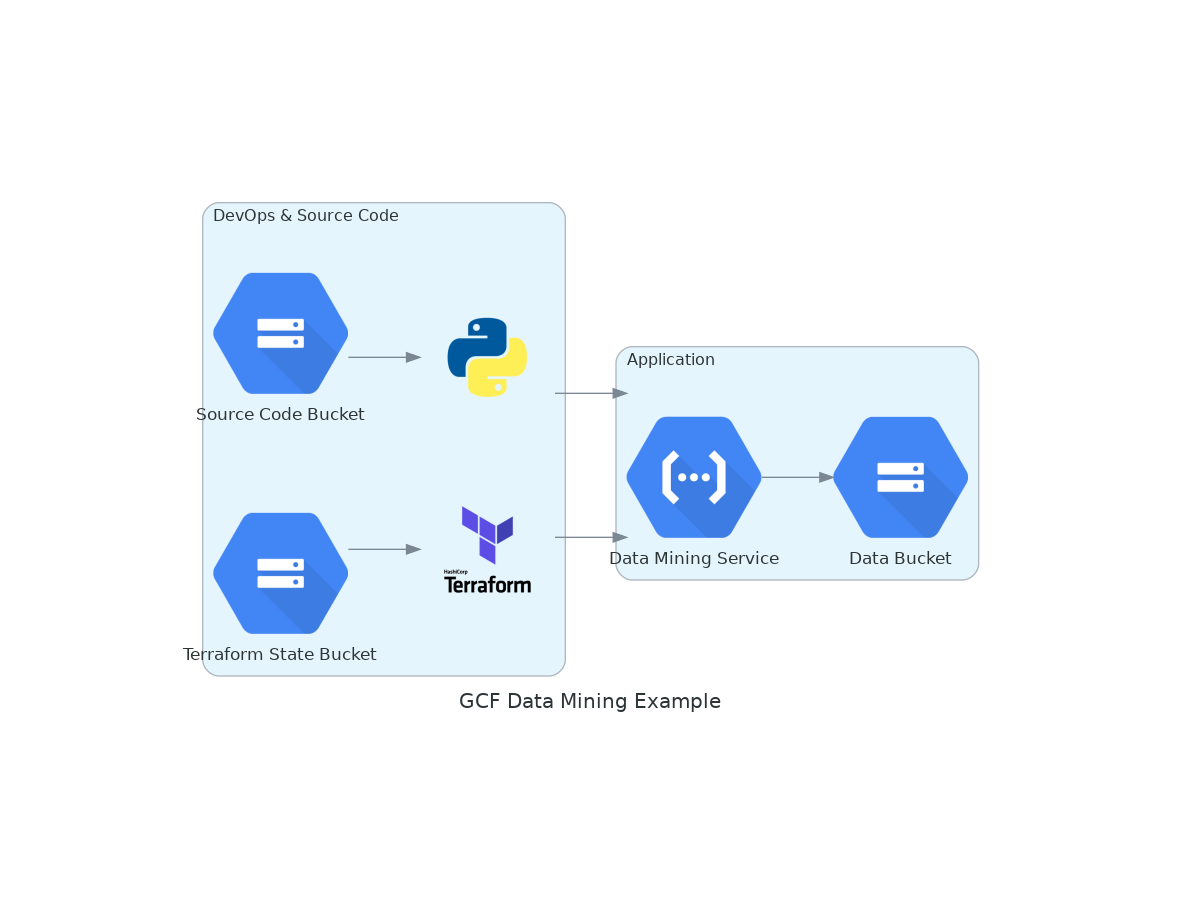 DevOps & Source Code
Source Code Bucket
HashiCorp
Terraform
Terraform State Bucket
Application
Data Mining Service
Data Bucket
GCF Data Mining Example